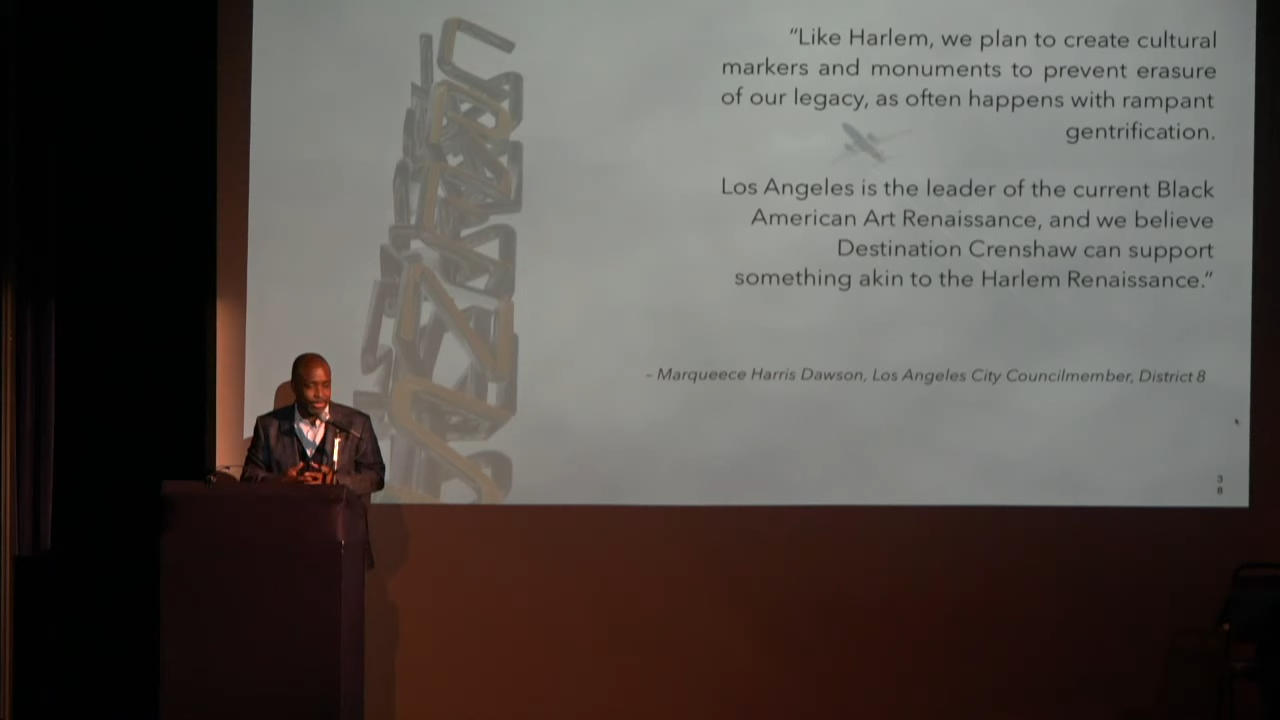 “Like Harlem, we plan to create cultural
markers and monuments to prevent erasure
of our legacy, as often happens with rampant
gentrification.
Los Angeles is the leader of the current Black
American Art Renaissance, and we believe
Destination Crenshaw can support
something akin to the Harlem Renaissance.”
– Marqueece Harris Dawson, Los Angeles City Councilmember, District 8
3
8